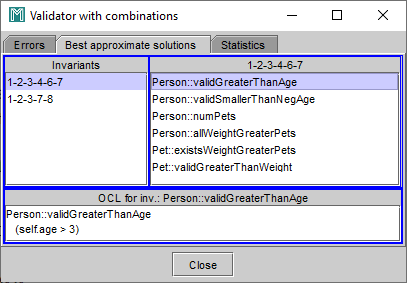 Validator with combinations
Errors
Best approximate solutions
Statistics
Invariants
1-2-3-4-6-7
1-2-3-7-8
1-2-3-4-6-7
Person::validGreaterThanAge
Person::validSmallerThanNegAge
Person::numPets
Person::allWeightGreaterPets
Pet::existsWeightGreaterPets
Pet::validGreaterThanWeight
OCL for inv.: Person::validGreaterThanAge
Person::validGreaterThanAge
(self.age > 3)
Close